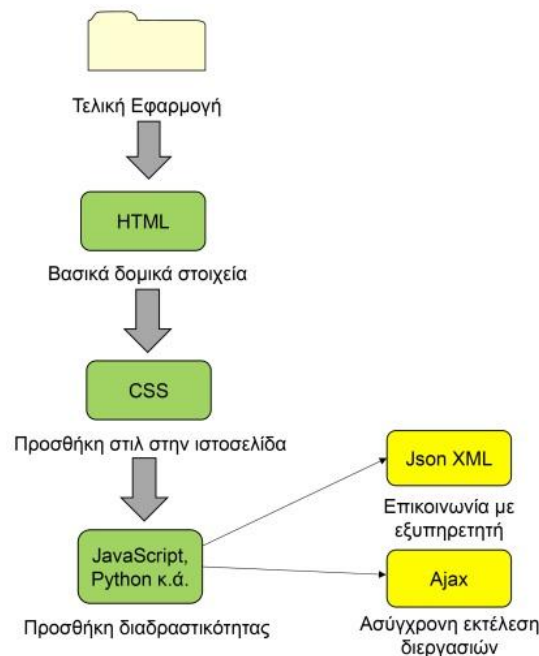 Τελική Εφαρμογή
HTML
Βασικά δομικά στοιχεία
CSS
Προσθήκη στιλ στην ιστοσελίδα
JavaScript,
Python κ.ά.
Προσθήκη διαδραστικότητας
Json XML
Επικοινωνία με
εξυπηρετητή
Ajax
Ασύγχρονη εκτέλεση
διεργασιών